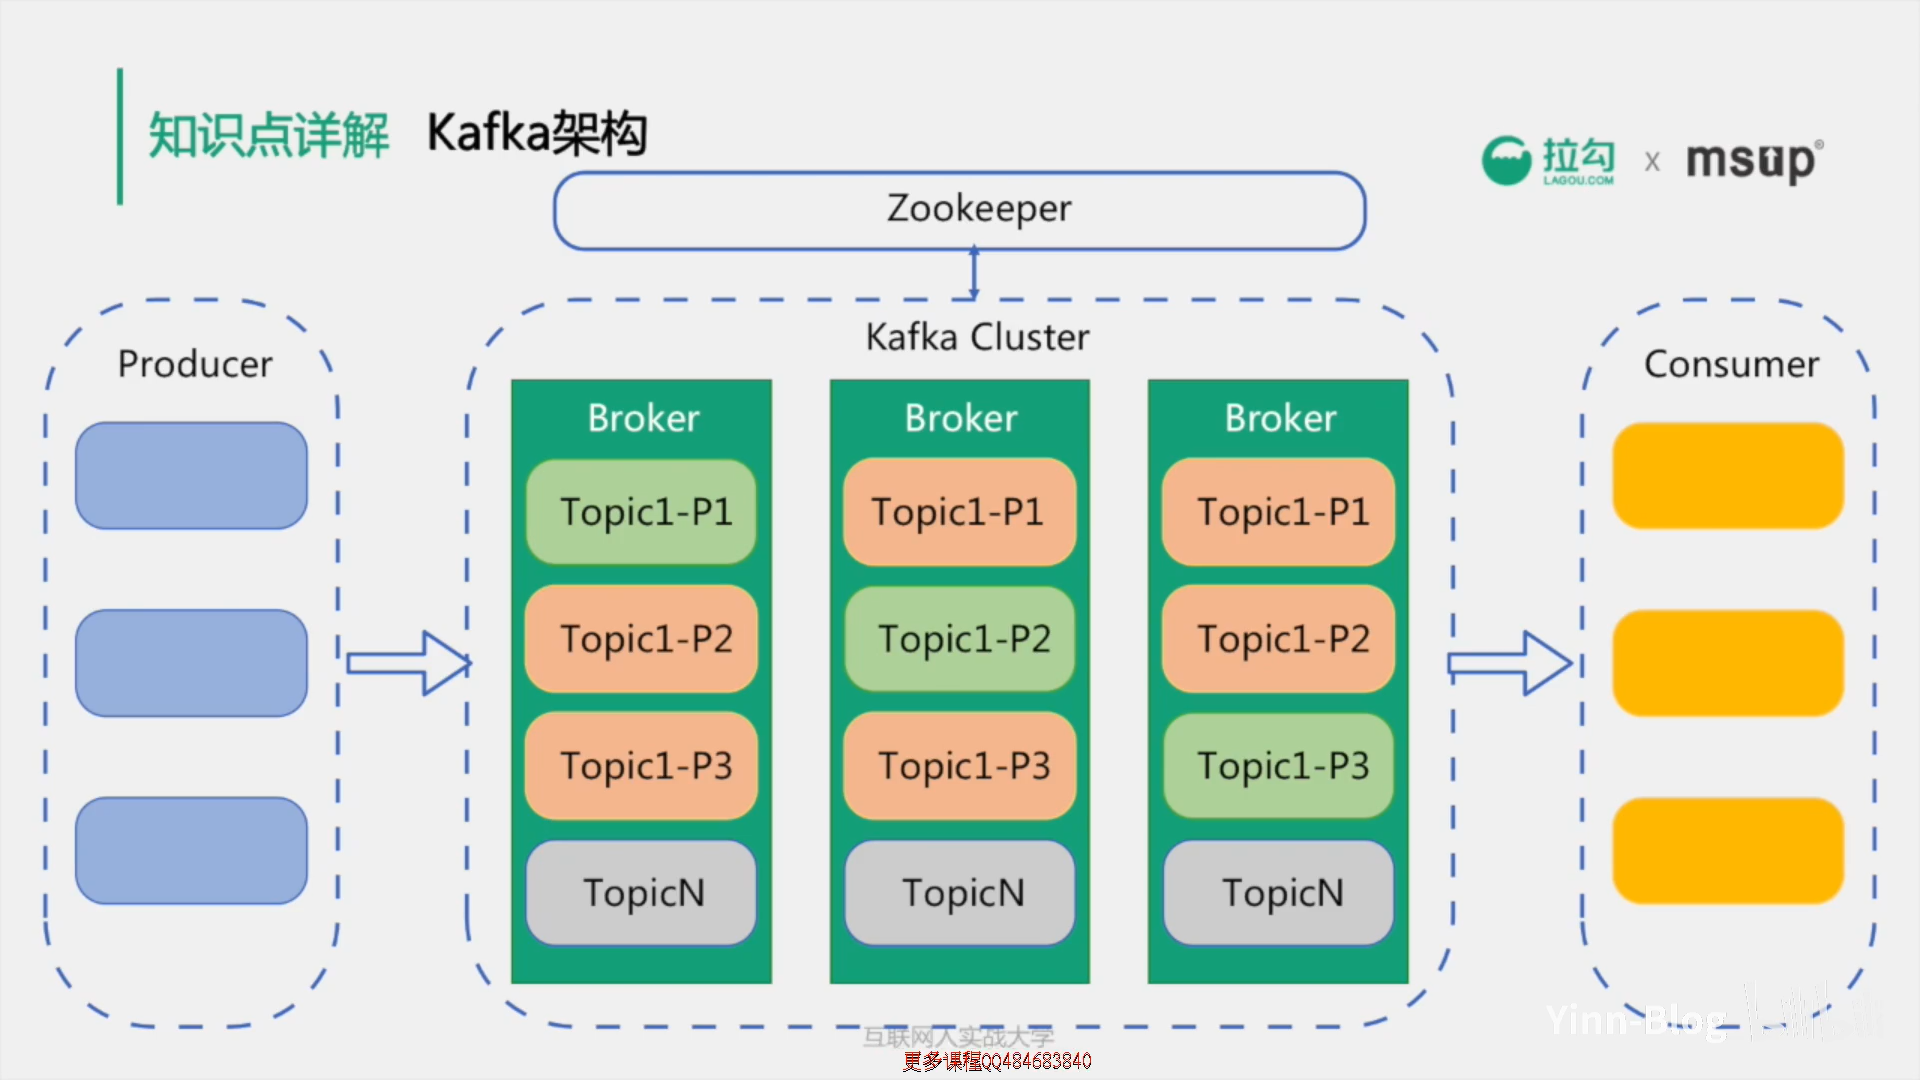 知识点详解 Kafka架构
拉勾
LAGOU.COM
x
msup®
Zookeeper
Kafka Cluster
Producer
Consumer
Broker
Topic1-P1
Topic1-P2
Topic1-P3
TopicN
Broker
Topic1-P1
Topic1-P2
Topic1-P3
TopicN
Broker
Topic1-P1
Topic1-P2
Topic1-P3
TopicN
Yinn-Blog
互联网人实战大学
更多课程QQ484683840